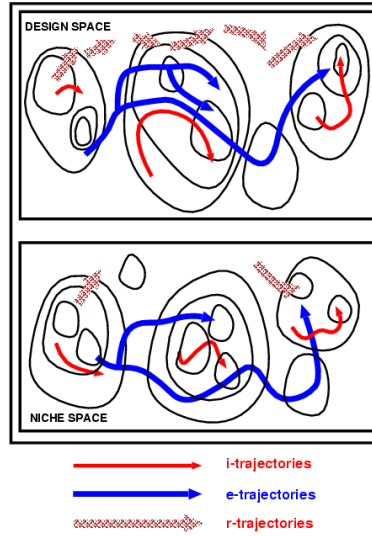 DESIGN SPACE
NICHE SPACE
i-trajectories
e-trajectories
r-trajectories